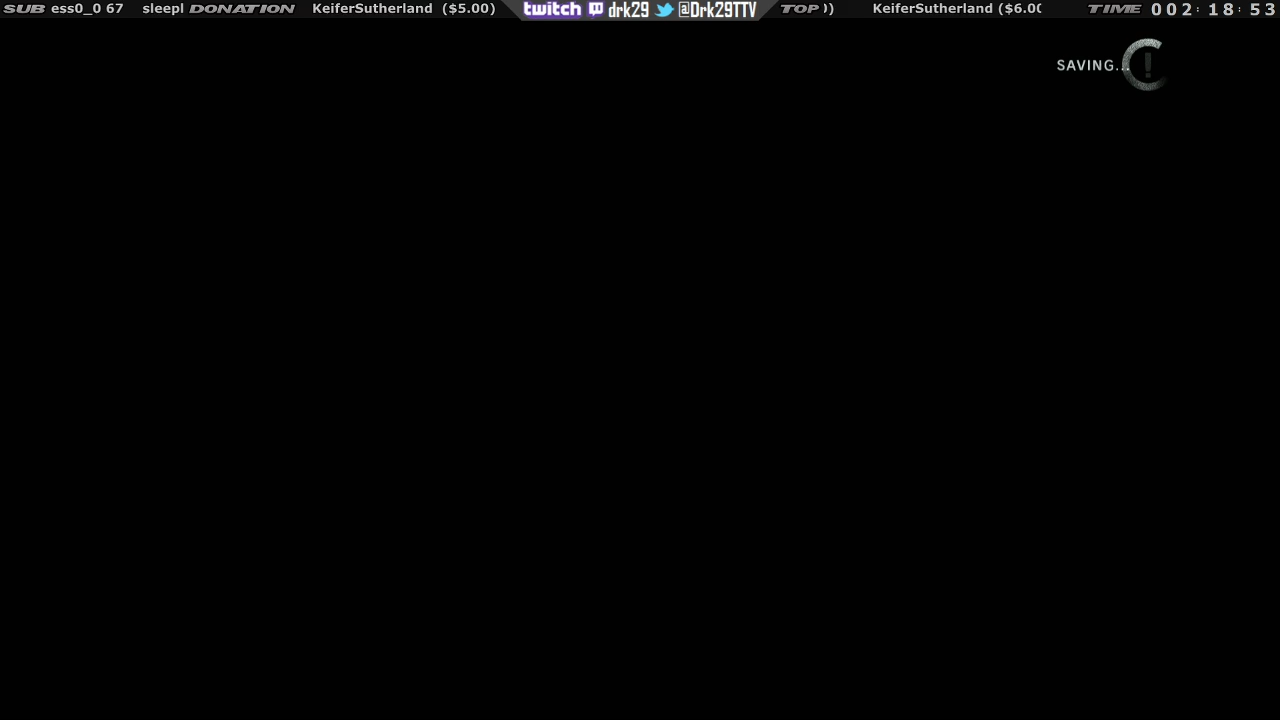 SUB ess0_0 67 sleepl DONATION KeiferSutherland ($5.00) twitch drk29 @Drk29TTV TOP )) KeiferSutherland ($6.00 TIME 002:18:53
SAVING...